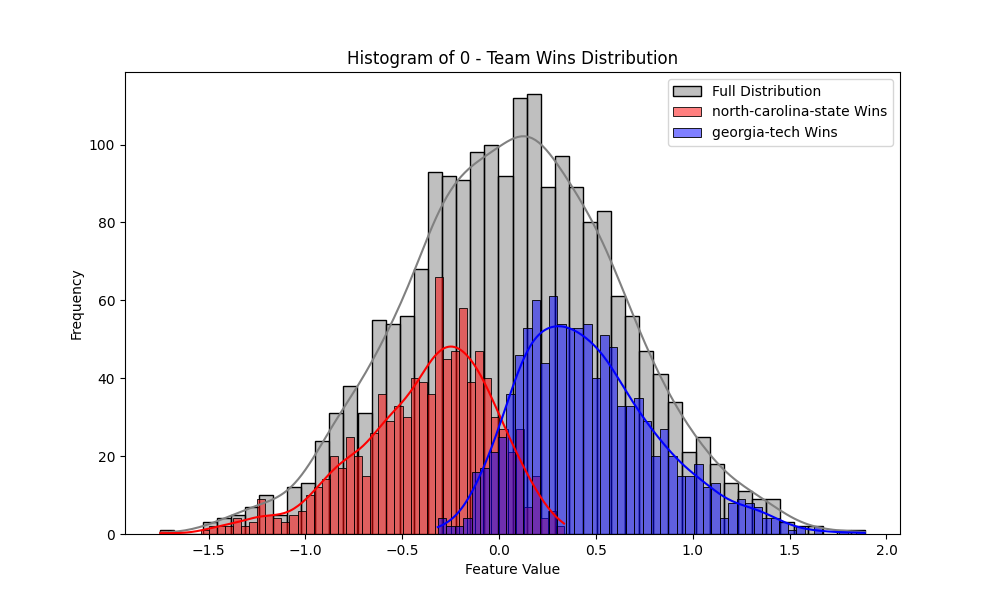 Histogram of 0 - Team Wins Distribution
Full Distribution
north-carolina-state Wins
georgia-tech Wins
Frequency
100
80
60
40
20
0
−1.5 −1.0 −0.5 0.0 0.5 1.0 1.5 2.0
Feature Value